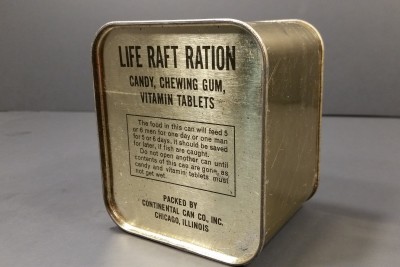 LIFE RAFT RATION
CANDY, CHEWING GUM,
VITAMIN TABLETS
The food in this can will feed 5
or 6 men for one day or one man
for 5 or 6 days. It should be saved
for later, if fish are caught.
Do not open another can until
contents of this can are gone, as
candy and vitamin tablets must
not get wet.
PACKED BY
CONTINENTAL CAN CO., INC.
CHICAGO, ILLINOIS